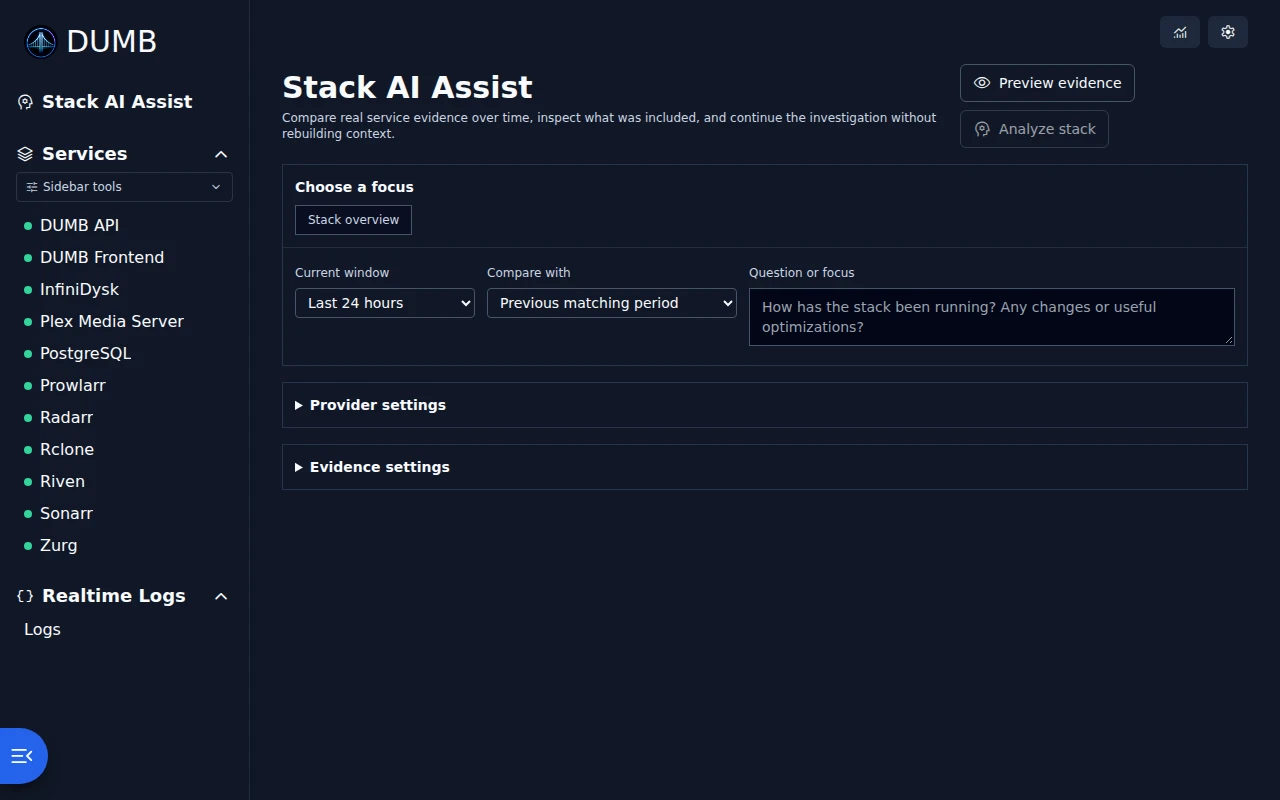 DUMB
Stack AI Assist
Services
Sidebar tools
DUMB API
DUMB Frontend
InfiniDysk
Plex Media Server
PostgreSQL
Prowlarr
Radarr
Rclone
Riven
Sonarr
Zurg
Realtime Logs
Logs
Stack AI Assist
Compare real service evidence over time, inspect what was included, and continue the investigation without
rebuilding context.
Preview evidence
Analyze stack
Choose a focus
Stack overview
Current window
Last 24 hours
Compare with
Previous matching period
Question or focus
How has the stack been running? Any changes or useful
optimizations?
Provider settings
Evidence settings